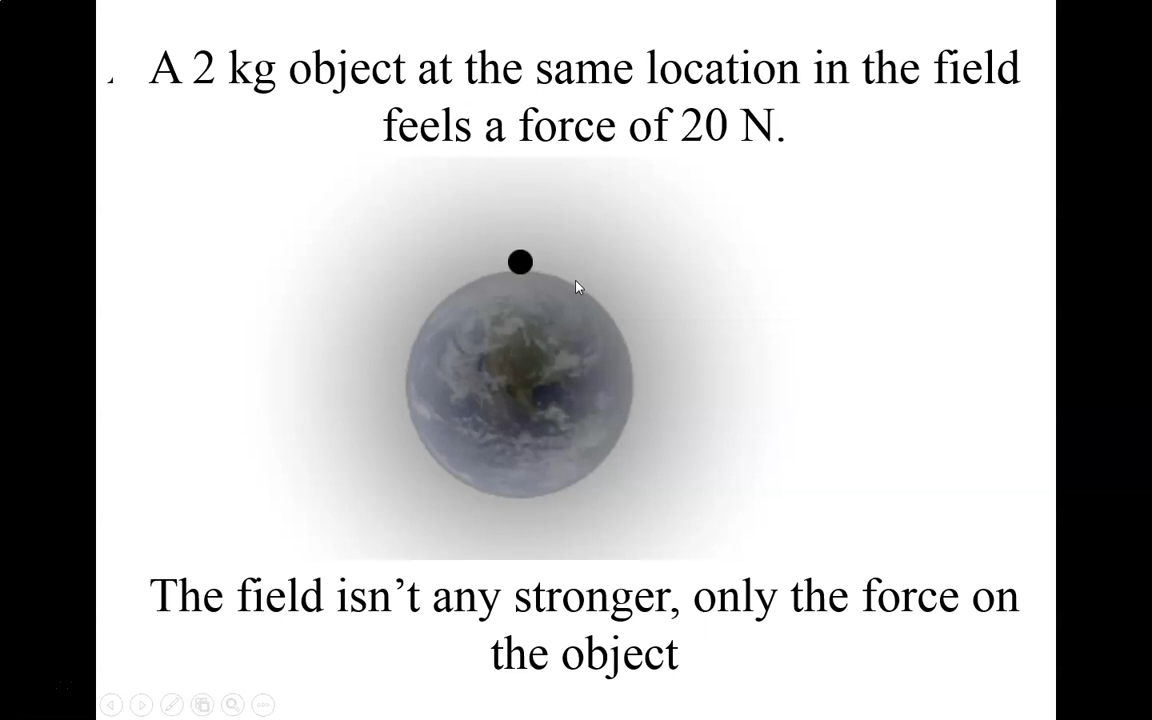 A 2 kg object at the same location in the field
feels a force of 20 N.
The field isn’t any stronger, only the force on
the object